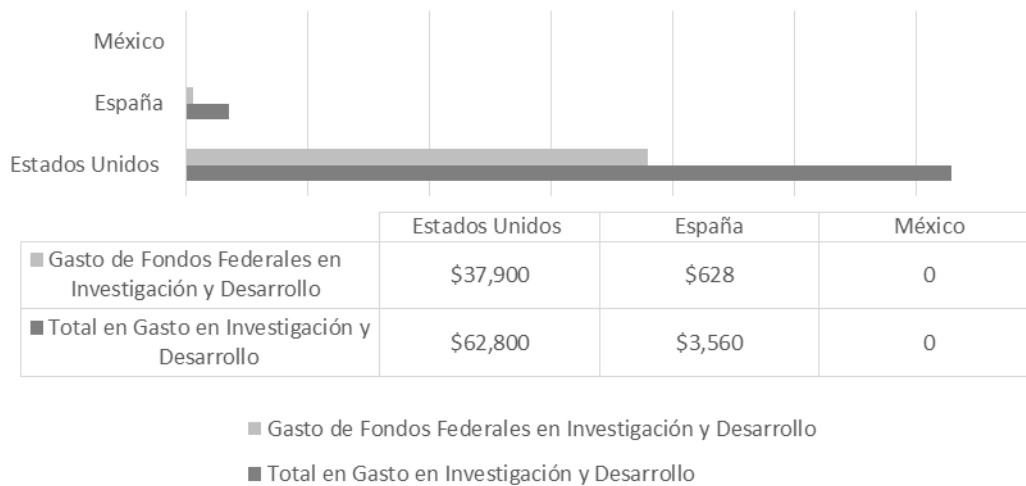 México
España
Estados Unidos
Estados Unidos España México
Gasto de Fondos Federales en
Investigación y Desarrollo
$37,900 $628 0
Total en Gasto en Investigación y
Desarrollo
$62,800 $3,560 0
Gasto de Fondos Federales en Investigación y Desarrollo
Total en Gasto en Investigación y Desarrollo